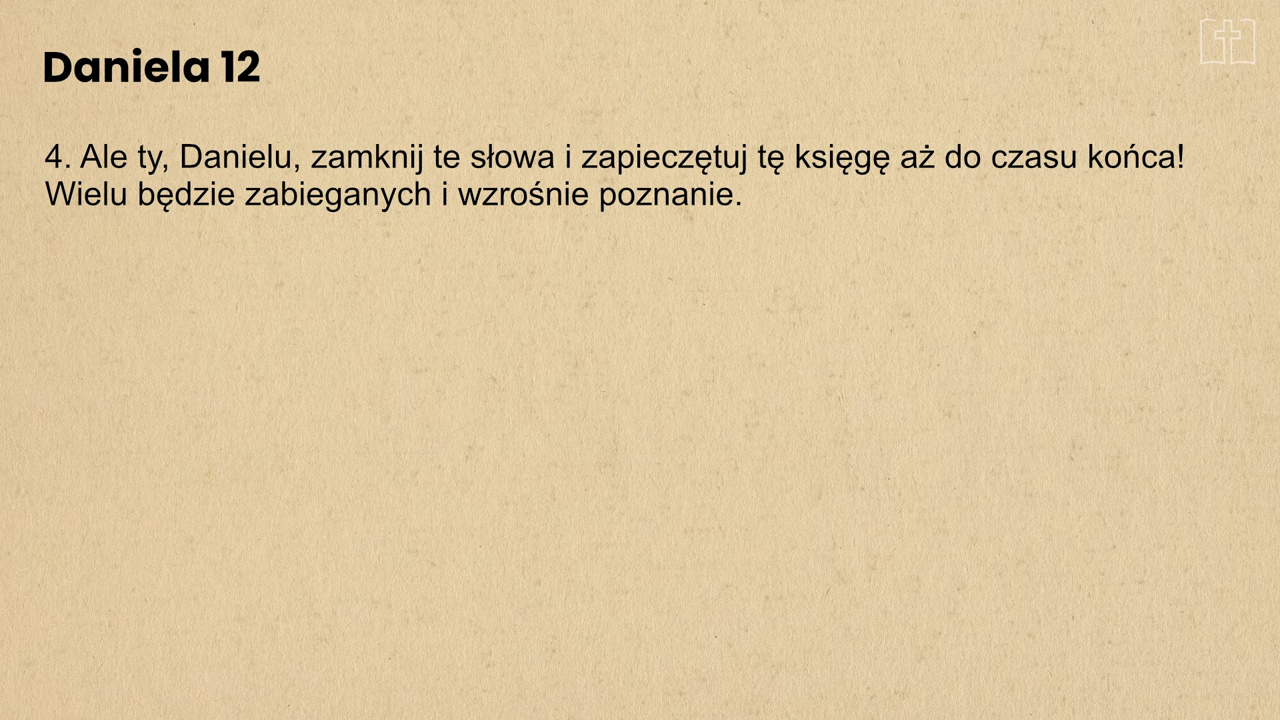 Daniela 12
4. Ale ty, Danielu, zamknij te słowa i zapieczętuj tę księgę aż do czasu końca!
Wielu będzie zabieganych i wzrośnie poznanie.